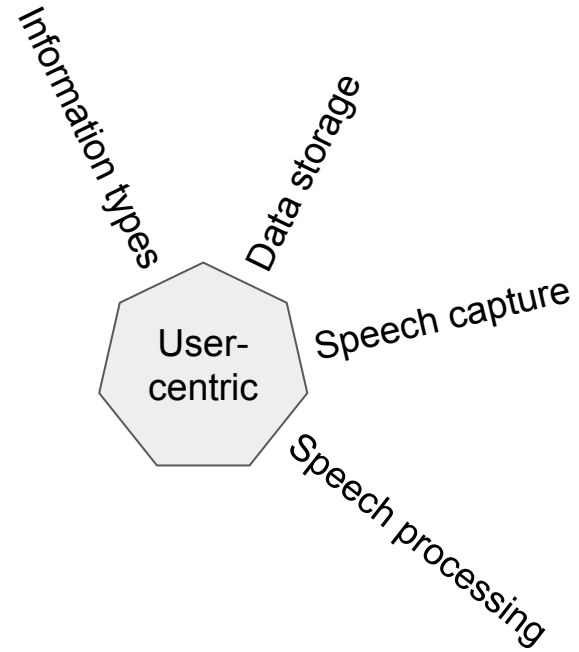 Information types
Data storage
Speech capture
User-
centric
Speech processing